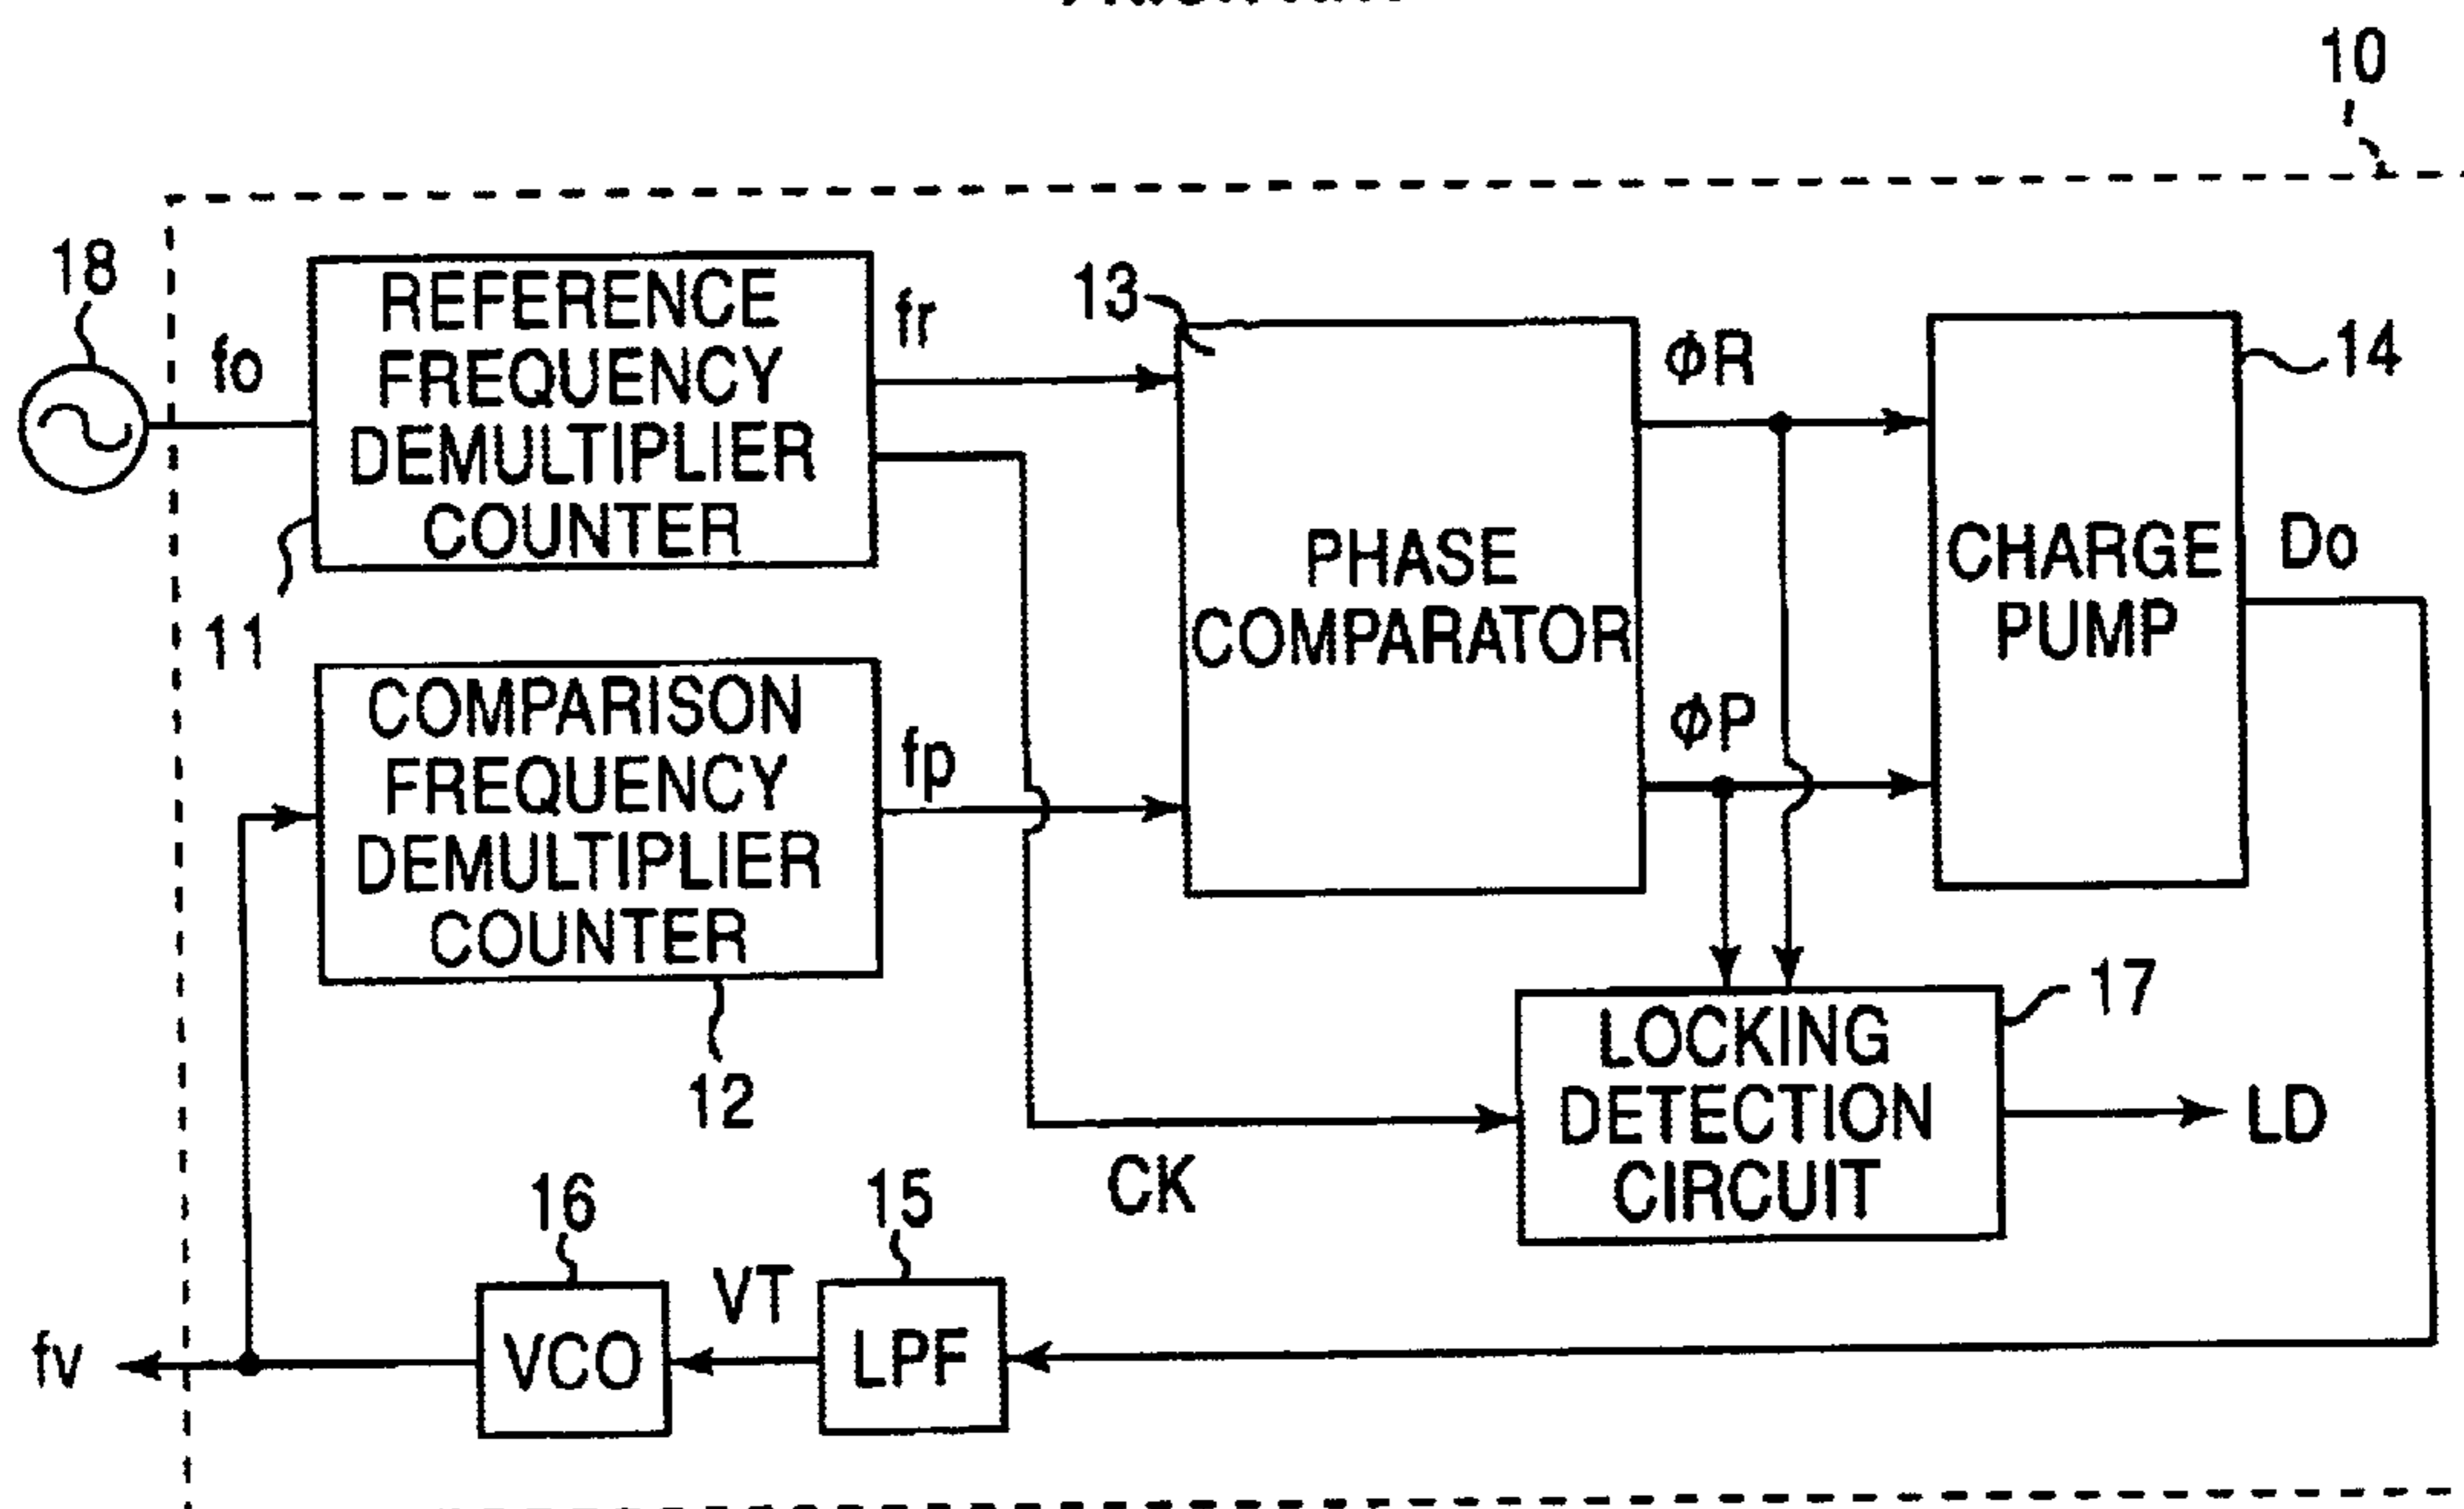 10
18
fo
REFERENCE
FREQUENCY
DEMULTIPLIER
COUNTER
11
fr
13
PHASE
COMPARATOR
ϕR
ϕP
CHARGE
PUMP
14
Do
COMPARISON
FREQUENCY
DEMULTIPLIER
COUNTER
12
fp
LOCKING
DETECTION
CIRCUIT
17
LD
CK
16
VCO
VT
15
LPF
fv